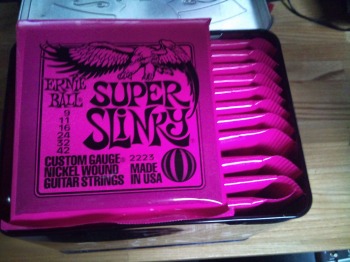 ERNIE BALL
SUPER SLINKY
9
11
16
24
32
42
CUSTOM GAUGE® 2223
NICKEL WOUND MADE
GUITAR STRINGS IN USA